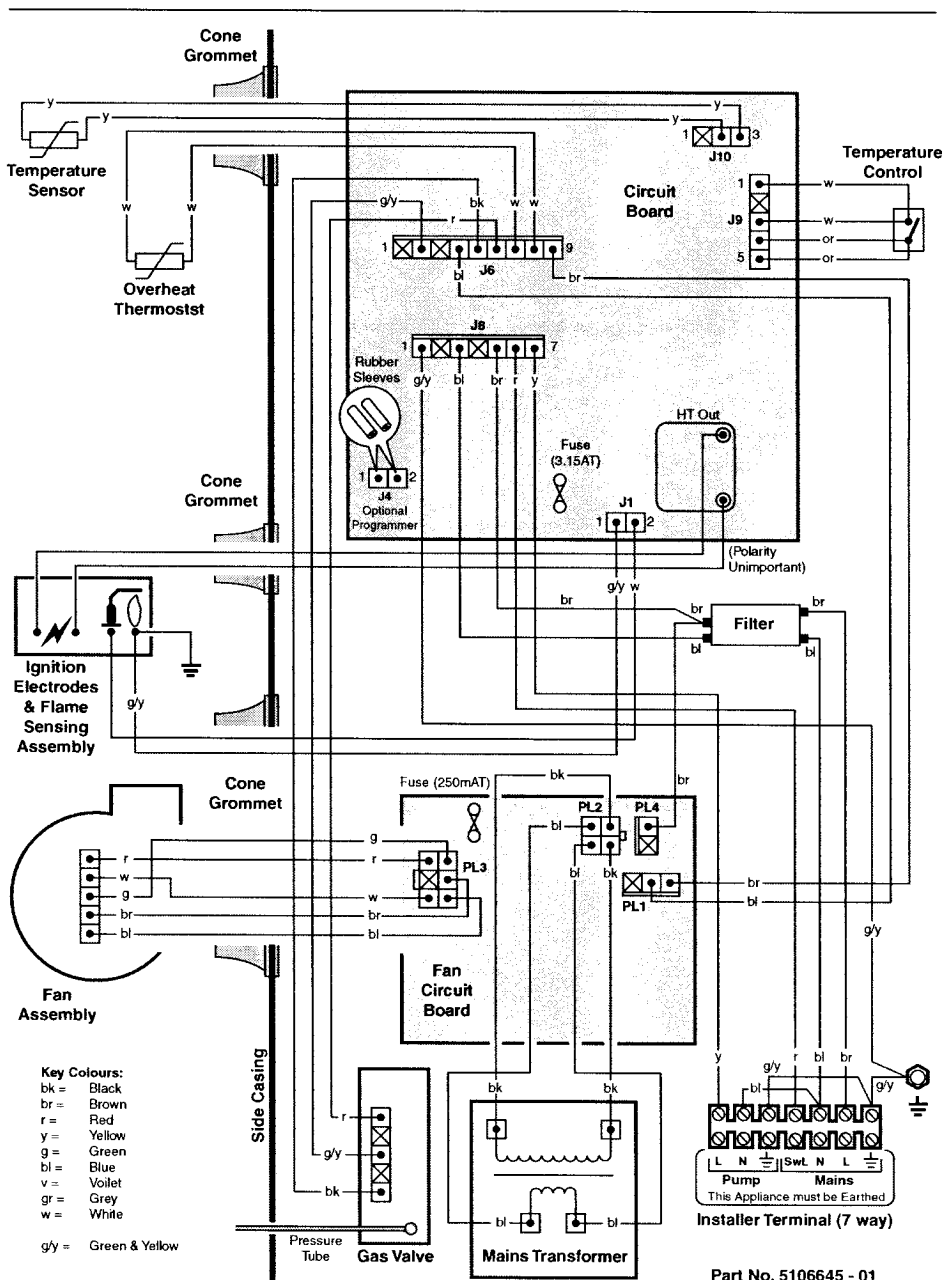 Cone
Grommet
y
y
y
y
1
3
J10
Temperature
Sensor
w
w
Overheat
Thermostst
g/y
r
bk
w
w
1
9
J6
bl
br
Circuit
Board
Temperature
Control
1
J9
5
w
w
or
or
J8
1
7
g/y
bl
br
r
y
Rubber
Sleeves
1
2
J4
Optional
Programmer
Fuse
(3.15AT)
HT Out
J1
1
2
(Polarity
Unimportant)
g/y
w
Cone
Grommet
br
br
bl
Filter
br
bl
Ignition
Electrodes
& Flame
Sensing
Assembly
g/y
Cone
Grommet
Fuse (250mAT)
bk
br
PL2
PL4
bl
bl
bk
PL3
PL1
br
bl
g
r
w
br
bl
r
w
g
br
bl
Fan
Assembly
Fan
Circuit
Board
g/y
Key Colours:
bk = Black
br = Brown
r = Red
y = Yellow
g = Green
bl = Blue
v = Voilet
gr = Grey
w = White
g/y = Green & Yellow
Side Casing
r
g/y
bk
Pressure
Tube
Gas Valve
bk
bk
bl
bl
Mains Transformer
y
g/y
bl
r
bl
br
g/y
L N SwL N L
Pump Mains
This Appliance must be Earthed
Installer Terminal (7 way)
Part No. 5106645 - 01